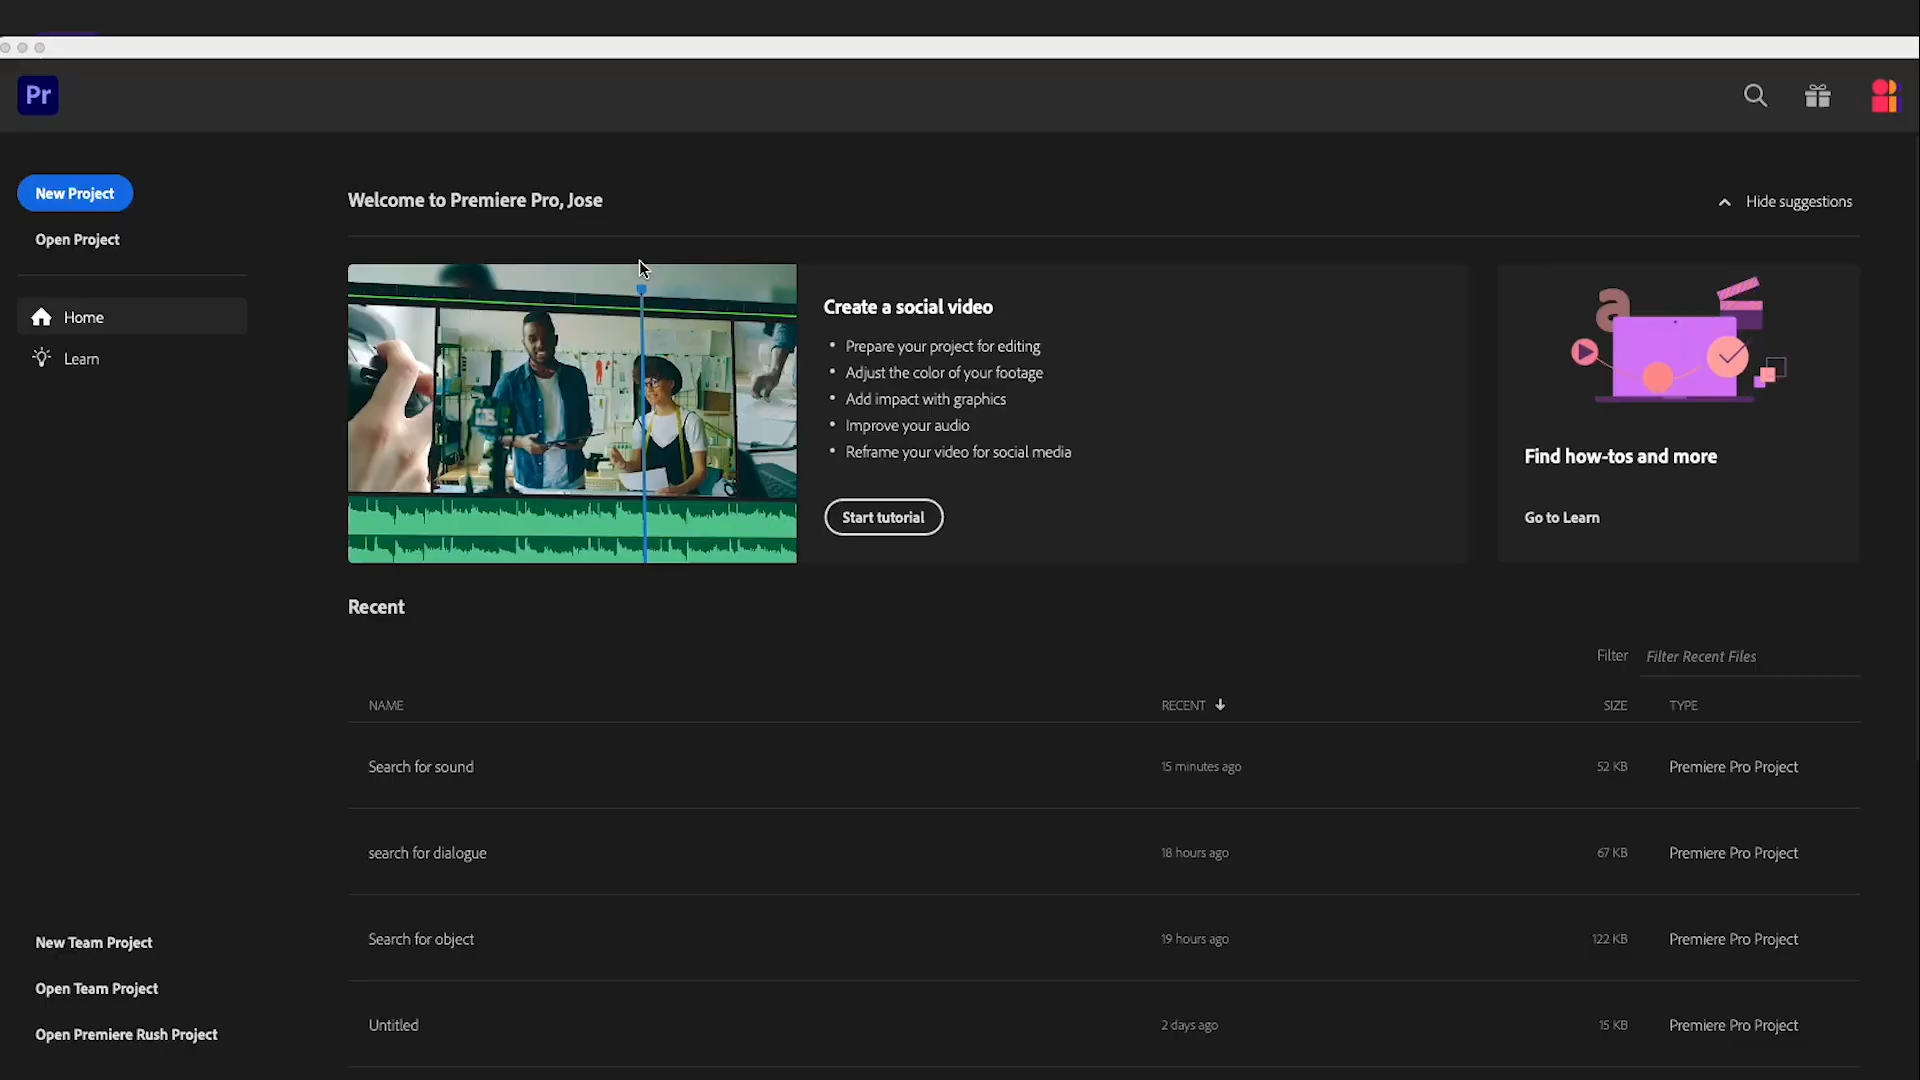 Pr
New Project
Open Project
Home
Learn
New Team Project
Open Team Project
Open Premiere Rush Project
Welcome to Premiere Pro, Jose
Hide suggestions
Create a social video
• Prepare your project for editing
• Adjust the color of your footage
• Add impact with graphics
• Improve your audio
• Reframe your video for social media
Start tutorial
a
Find how-tos and more
Go to Learn
Recent
Filter Filter Recent Files
NAME RECENT SIZE TYPE
Search for sound 15 minutes ago 52 KB Premiere Pro Project
search for dialogue 18 hours ago 67 KB Premiere Pro Project
Search for object 19 hours ago 122 KB Premiere Pro Project
Untitled 2 days ago 15 KB Premiere Pro Project